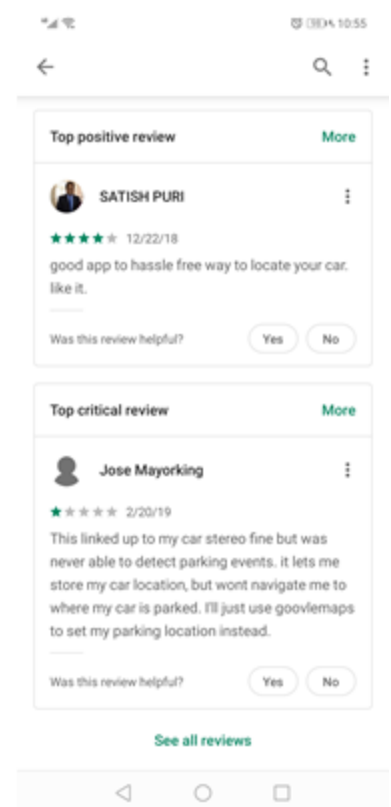 10:55
Top positive review More
SATISH PURI
12/22/18
good app to hassle free way to locate your car.
like it.
Was this review helpful? Yes No
Top critical review More
Jose Mayorking
2/20/19
This linked up to my car stereo fine but was
never able to detect parking events. it lets me
store my car location, but wont navigate me to
where my car is parked. I'll just use goovlemaps
to set my parking location instead.
Was this review helpful? Yes No
See all reviews